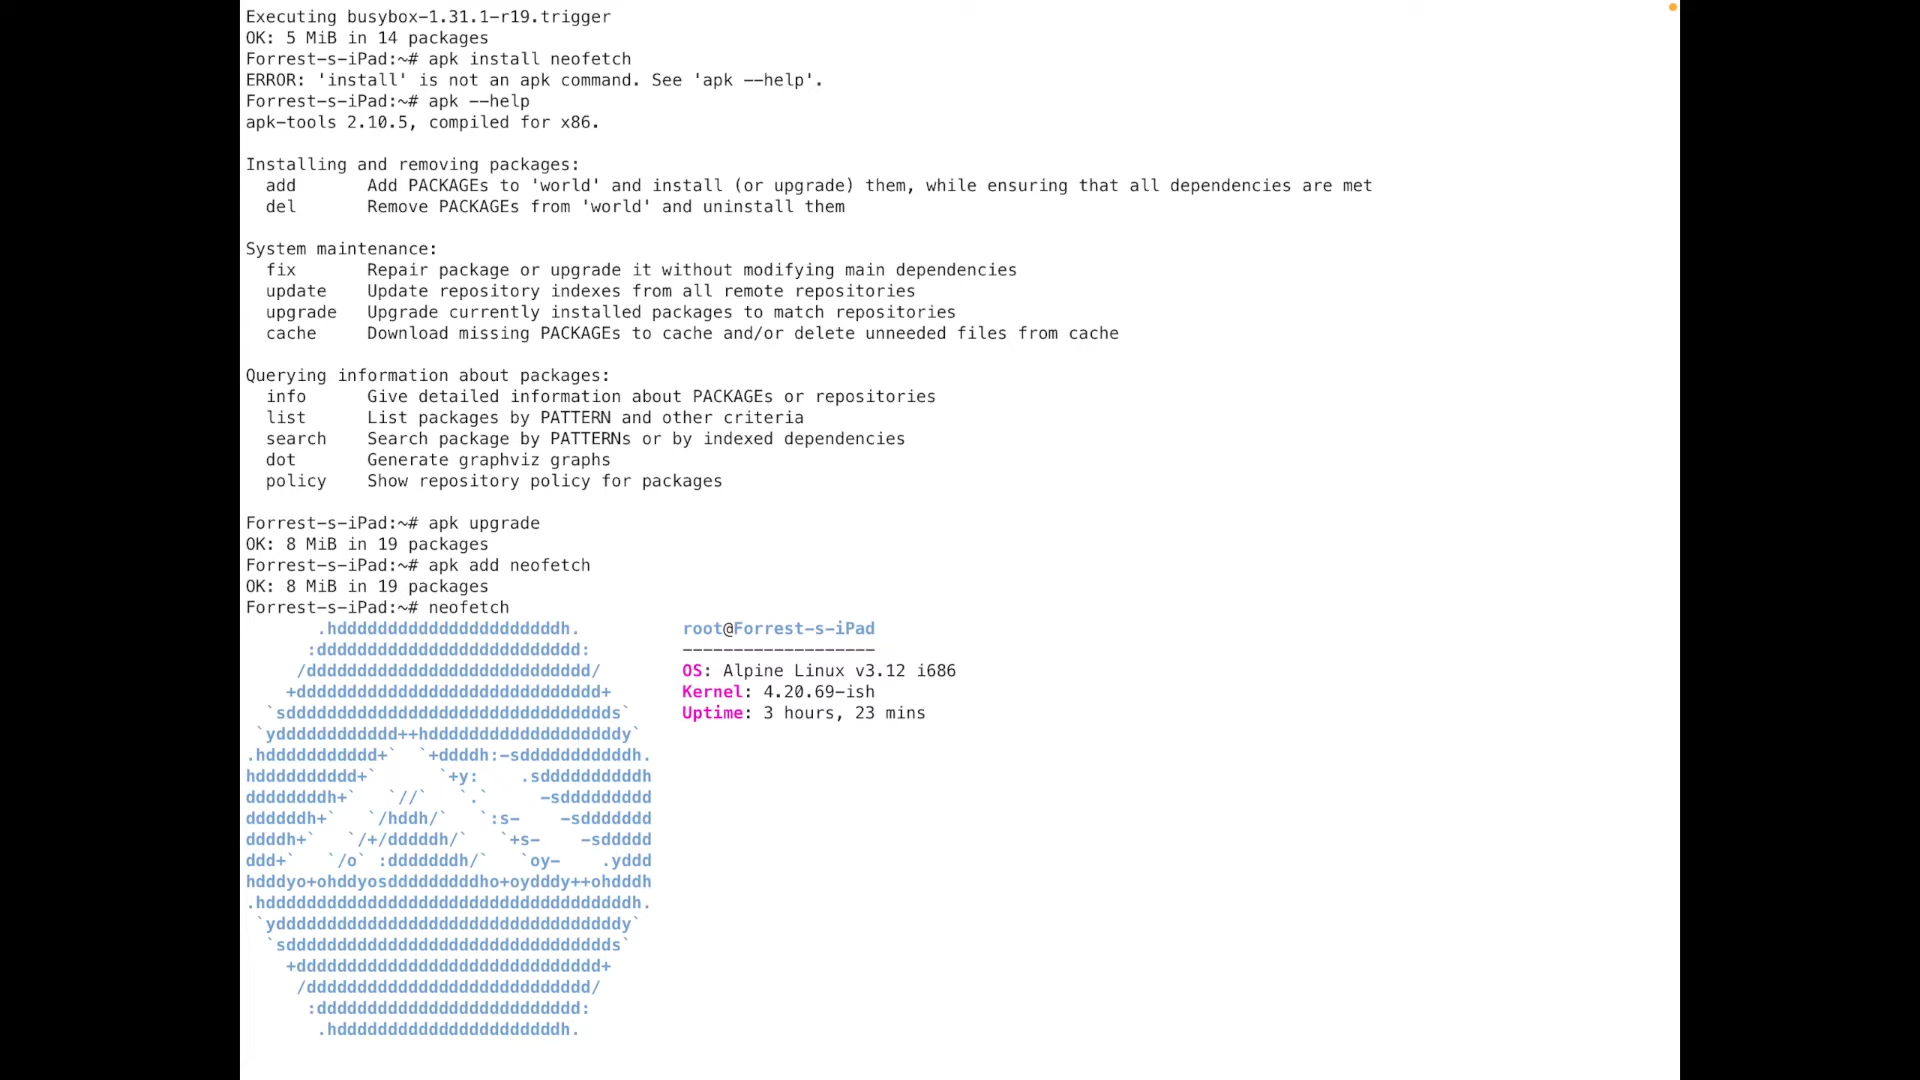 Executing busybox-1.31.1-r19.trigger
OK: 5 MiB in 14 packages
Forrest-s-iPad:~# apk install neofetch
ERROR: 'install' is not an apk command. See 'apk --help'.
Forrest-s-iPad:~# apk --help
apk-tools 2.10.5, compiled for x86.

Installing and removing packages:
  add       Add PACKAGEs to 'world' and install (or upgrade) them, while ensuring that all dependencies are met
  del       Remove PACKAGEs from 'world' and uninstall them

System maintenance:
  fix       Repair package or upgrade it without modifying main dependencies
  update    Update repository indexes from all remote repositories
  upgrade   Upgrade currently installed packages to match repositories
  cache     Download missing PACKAGEs to cache and/or delete unneeded files from cache

Querying information about packages:
  info      Give detailed information about PACKAGEs or repositories
  list      List packages by PATTERN and other criteria
  search    Search package by PATTERNs or by indexed dependencies
  dot       Generate graphviz graphs
  policy    Show repository policy for packages

Forrest-s-iPad:~# apk upgrade
OK: 8 MiB in 19 packages
Forrest-s-iPad:~# apk add neofetch
OK: 8 MiB in 19 packages
Forrest-s-iPad:~# neofetch
root@Forrest-s-iPad
-------------------
OS: Alpine Linux v3.12 i686
Kernel: 4.20.69-ish
Uptime: 3 hours, 23 mins